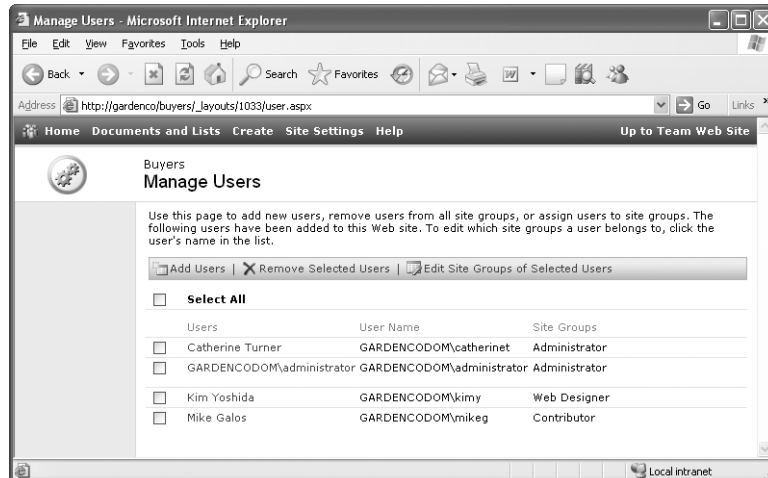 Manage Users - Microsoft Internet Explorer
File Edit View Favorites Tools Help
Back Search Favorites
Address http://gardenco/buyers/_layouts/1033/user.aspx Go Links »
Home Documents and Lists Create Site Settings Help Up to Team Web Site
Buyers
Manage Users
Use this page to add new users, remove users from all site groups, or assign users to site groups. The
following users have been added to this Web site. To edit which site groups a user belongs to, click the
user's name in the list.
Add Users | Remove Selected Users | Edit Site Groups of Selected Users
Select All
Users User Name Site Groups
Catherine Turner GARDENCODOM\catherinet Administrator
GARDENCODOM\administrator GARDENCODOM\administrator Administrator
Kim Yoshida GARDENCODOM\kimy Web Designer
Mike Galos GARDENCODOM\mikeg Contributor
Local intranet